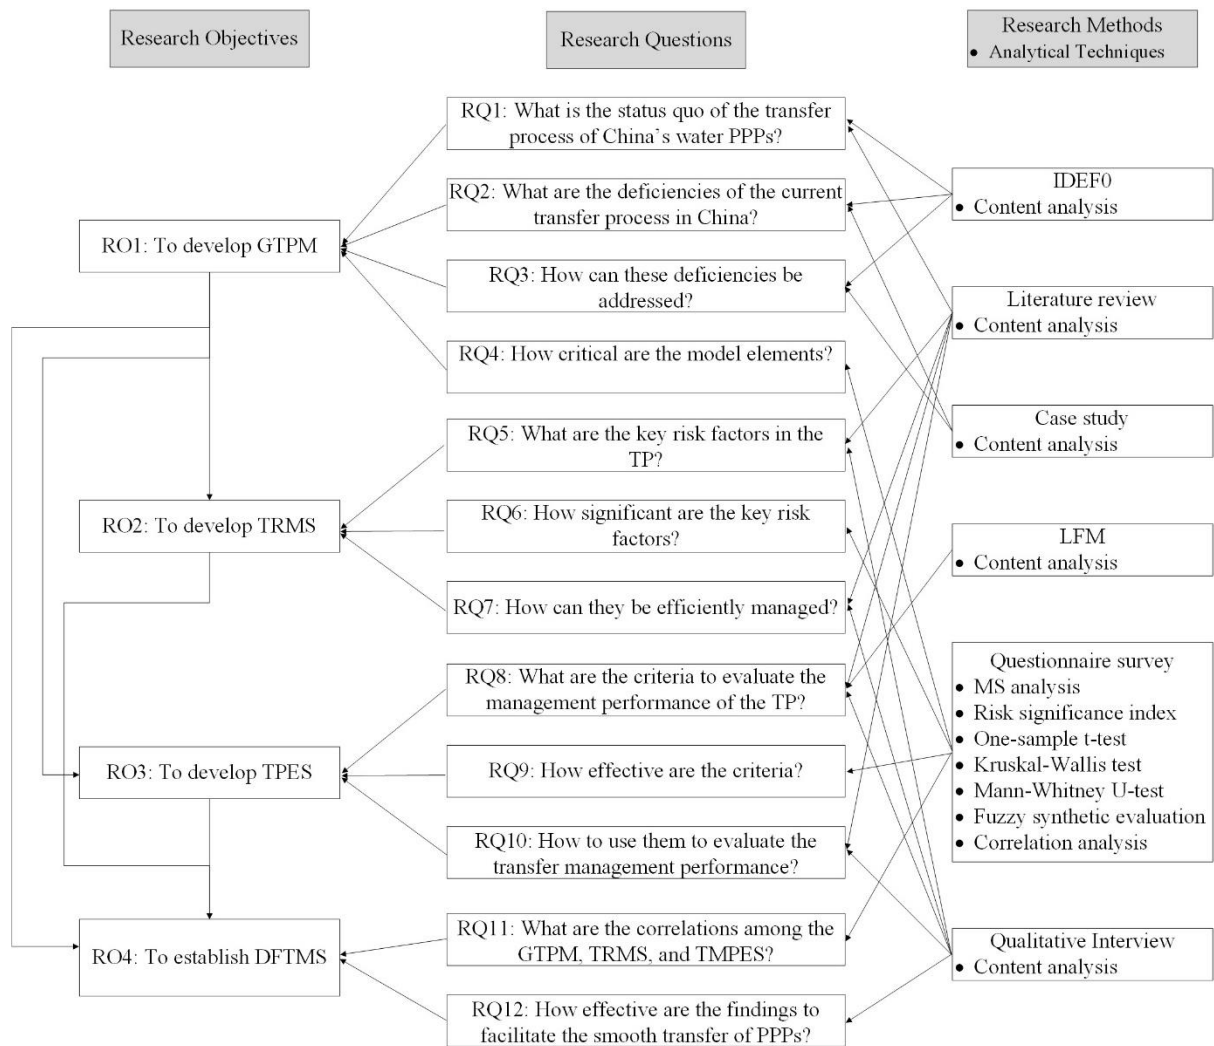 Research Objectives
Research Questions
Research Methods
● Analytical Techniques
RQ1: What is the status quo of the transfer
process of China's water PPPs?
RQ2: What are the deficiencies of the current
transfer process in China?
RO1: To develop GTPM
RQ3: How can these deficiencies be
addressed?
RQ4: How critical are the model elements?
RQ5: What are the key risk factors in the
TP?
RO2: To develop TRMS
RQ6: How significant are the key risk
factors?
RQ7: How can they be efficiently managed?
RQ8: What are the criteria to evaluate the
management performance of the TP?
RO3: To develop TPES
RQ9: How effective are the criteria?
RQ10: How to use them to evaluate the
transfer management performance?
RO4: To establish DFTMS
RQ11: What are the correlations among the
GTPM, TRMS, and TMPES?
RQ12: How effective are the findings to
facilitate the smooth transfer of PPPs?
IDEF0
● Content analysis
Literature review
● Content analysis
Case study
● Content analysis
LFM
● Content analysis
Questionnaire survey
● MS analysis
● Risk significance index
● One-sample t-test
● Kruskal-Wallis test
● Mann-Whitney U-test
● Fuzzy synthetic evaluation
● Correlation analysis
Qualitative Interview
● Content analysis